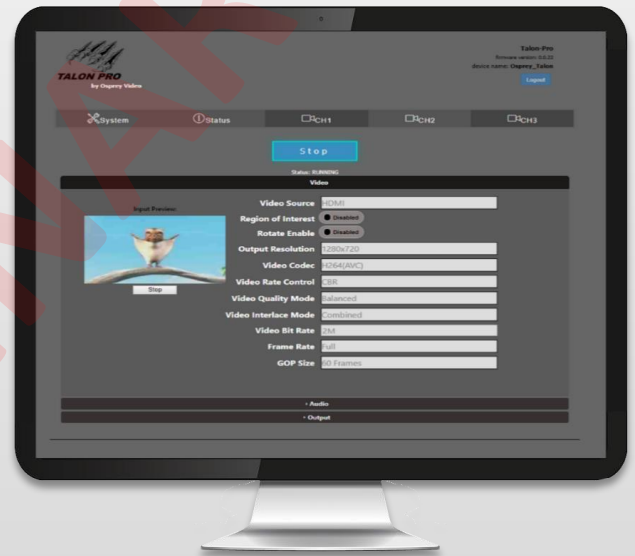 TALON PRO
by Osprey Video
Talon-Pro
device name: Osprey_Talon
Logout
System
Status
CH1
CH2
CH3
Stop
Status: RUNNING
Video
Input Preview
Stop
Video Source HDMI
Region of Interest Disabled
Rotate Enable Disabled
Output Resolution 1280x720
Video Codec H264(AVC)
Video Rate Control CBR
Video Quality Mode Balanced
Video Interlace Mode Combined
Video Bit Rate 2M
Frame Rate Full
GOP Size 60 Frames
Audio
Output